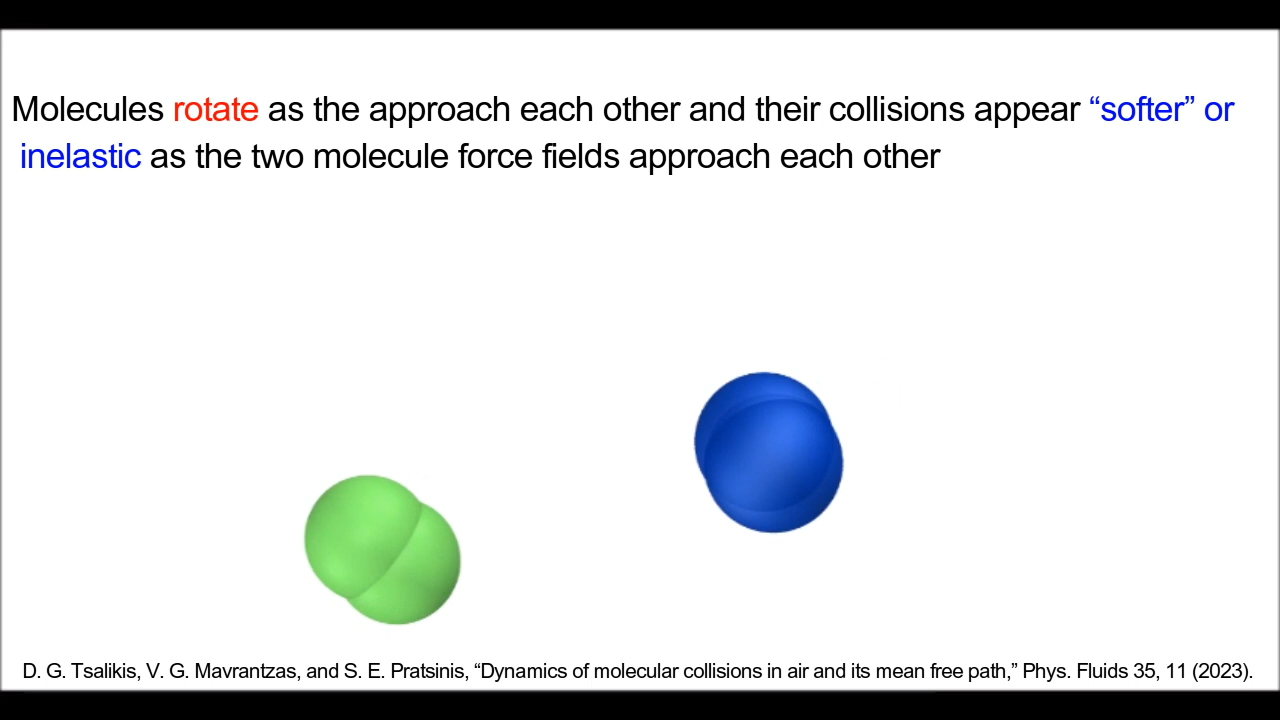 Molecules rotate as the approach each other and their collisions appear “softer” or
inelastic as the two molecule force fields approach each other
D. G. Tsalikis, V. G. Mavrantzas, and S. E. Pratsinis, “Dynamics of molecular collisions in air and its mean free path,” Phys. Fluids 35, 11 (2023).